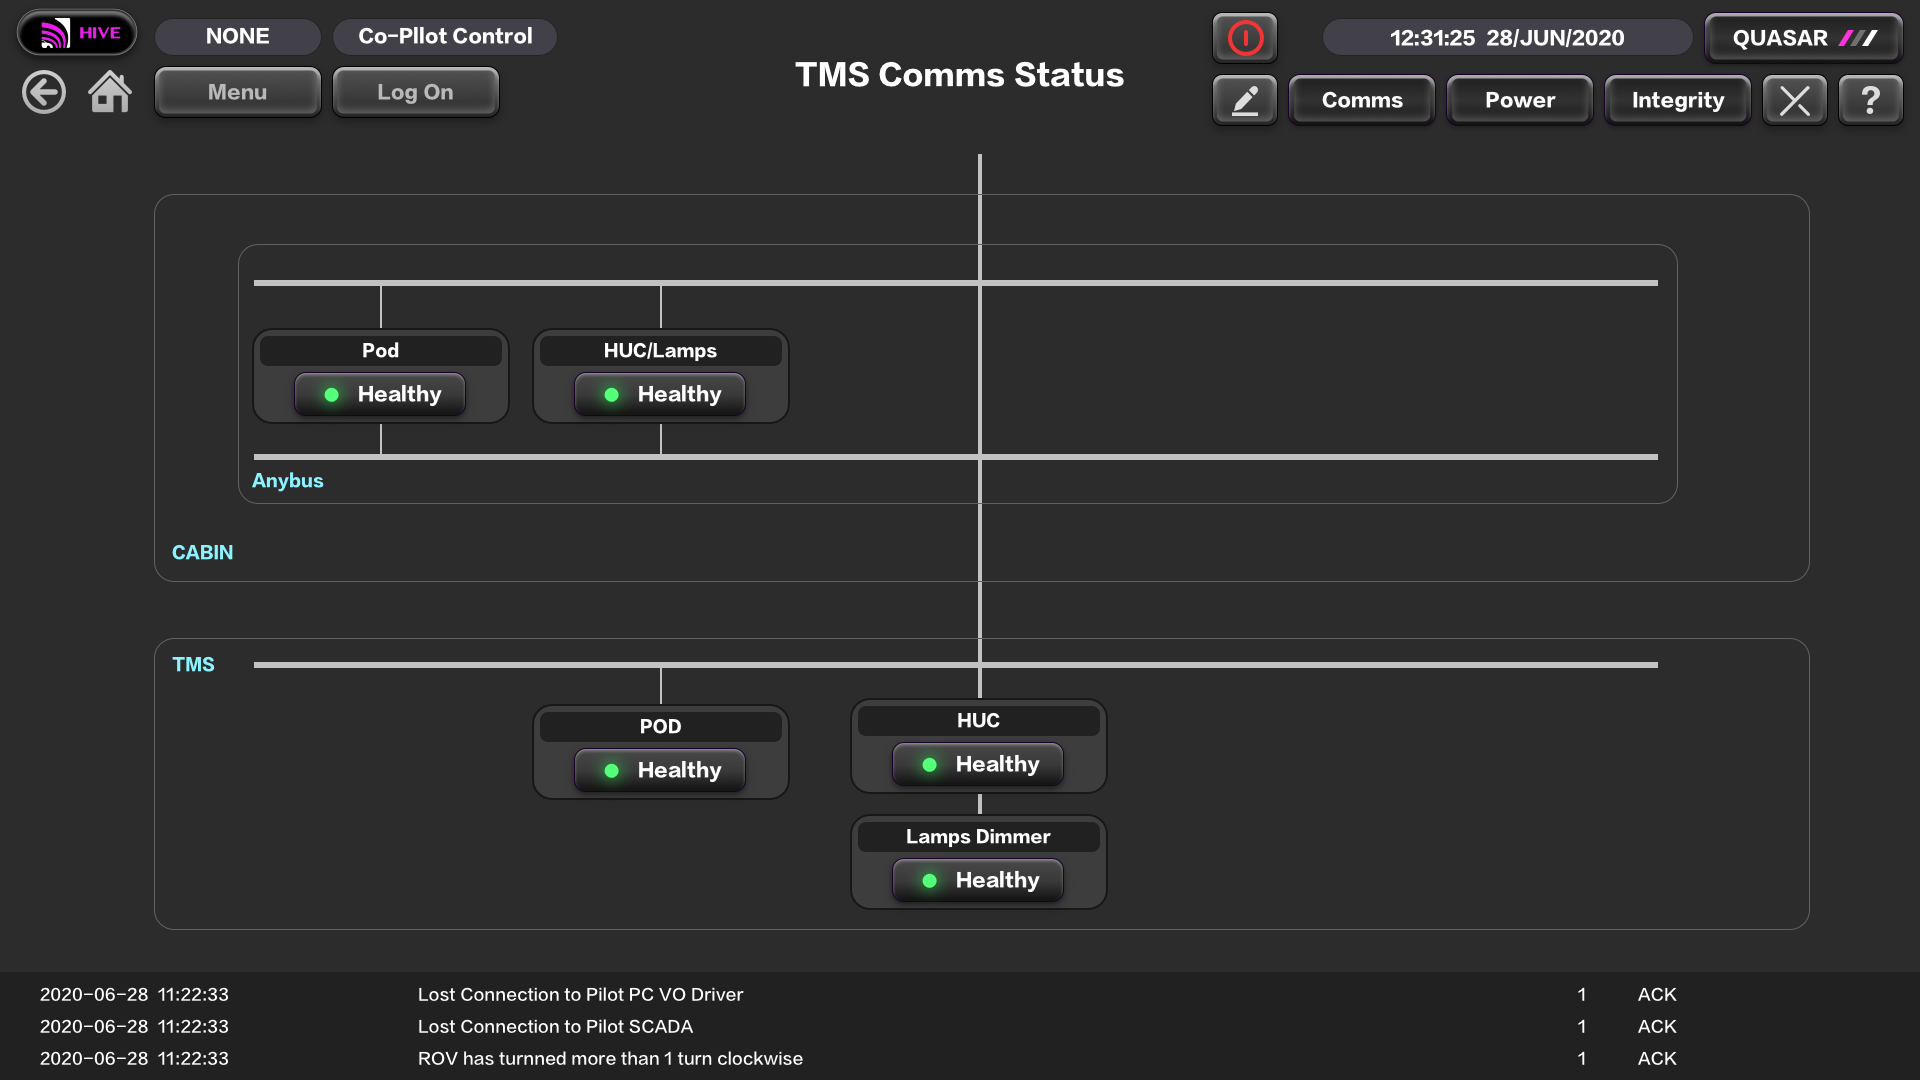 HIVE
NONE
Co-PIlot Control
12:31:25 28/JUN/2020
QUASAR
Menu
Log On
TMS Comms Status
Comms
Power
Integrity
?
Pod
HUC/Lamps
Healthy
Healthy
Anybus
CABIN
TMS
POD
HUC
Healthy
Healthy
Lamps Dimmer
Healthy
2020-06-28 11:22:33 Lost Connection to Pilot PC VO Driver 1 ACK
2020-06-28 11:22:33 Lost Connection to Pilot SCADA 1 ACK
2020-06-28 11:22:33 ROV has turnned more than 1 turn clockwise 1 ACK